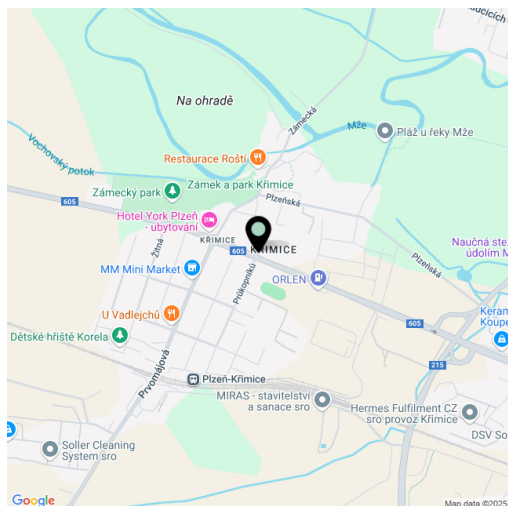 Na ohradě
Zámecká
Mže
Pláž u řeky Mže
Vochovský potok
Restaurace Rošti
Zámecký park
Zámek a park Křimice
Plzeňská
605
Hotel York Plzeň
- ubytování
KŘIMICE
605
KŘIMICE
Žitná
Průkopníků
Plzeňská
Naučná ste
údolím M
MM Mini Market
ORLEN
U Vadlejchů
605
Keram
Koupe
Dětské hřiště Korela
215
Prvomájová
Plzeň-Křimice
MIRAS - stavitelství
a sanace sro
Hermes Fulfilment CZ
sro provoz Křimice
DSV So
Soller Cleaning
System sro
Google
Map data ©2025